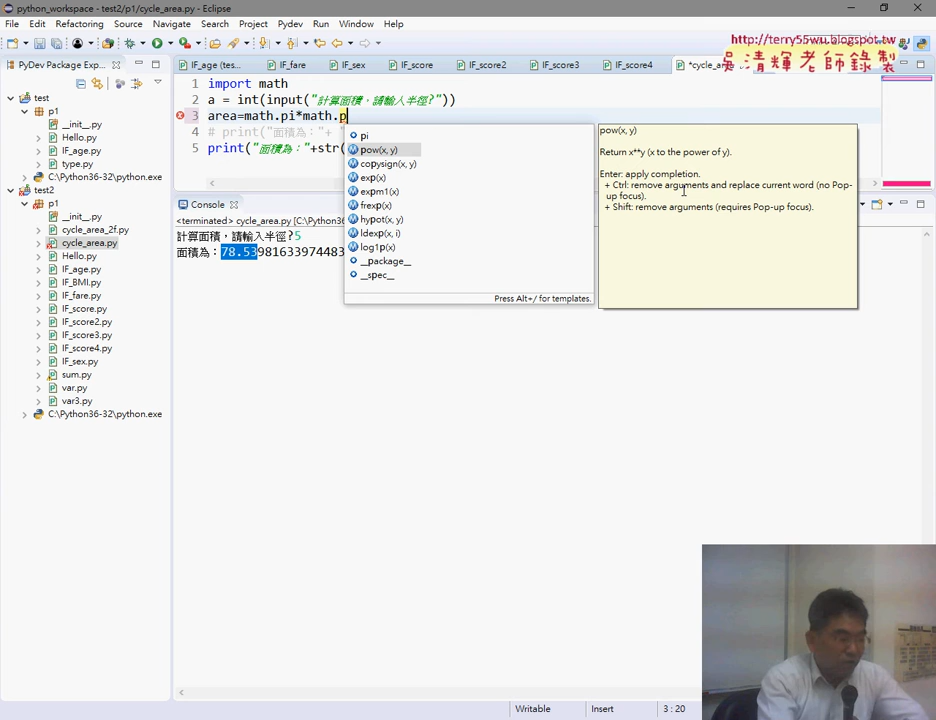 python_workspace - test2/p1/cycle_area.py - Eclipse
File Edit Refactoring Source Navigate Search Project Pydev Run Window Help
http://terry55wu.blogspot.tw
吳清輝老師錄製
PyDev Package Exp...
IF_age (tes... IF_fare IF_sex IF_score IF_score2 IF_score3 IF_score4 *cycle_a
test
p1
__init__.py
Hello.py
IF_age.py
type.py
C:\Python36-32\python.exe
test2
p1
__init__.py
cycle_area_2f.py
cycle_area.py
Hello.py
IF_age.py
IF_BMI.py
IF_fare.py
IF_score.py
IF_score2.py
IF_score3.py
IF_score4.py
IF_sex.py
sum.py
var.py
var3.py
C:\Python36-32\python.exe
1 import math
2 a = int(input("計算面積，請輸入半徑?"))
3 area=math.pi*math.p
4 # print("面積為："+ "
5 print("面積為："+str(
pi
pow(x, y)
copysign(x, y)
exp(x)
expm1(x)
frexp(x)
hypot(x, y)
ldexp(x, i)
log1p(x)
__package__
__spec__
Press Alt+/ for templates.
pow(x, y)
Return x**y (x to the power of y).
Enter: apply completion.
+ Ctrl: remove arguments and replace current word (no Pop-
up focus).
+ Shift: remove arguments (requires Pop-up focus).
Console
<terminated> cycle_area.py [C:\Python36
計算面積，請輸入半徑?5
面積為：78.53981633974483
Writable Insert 3 : 20